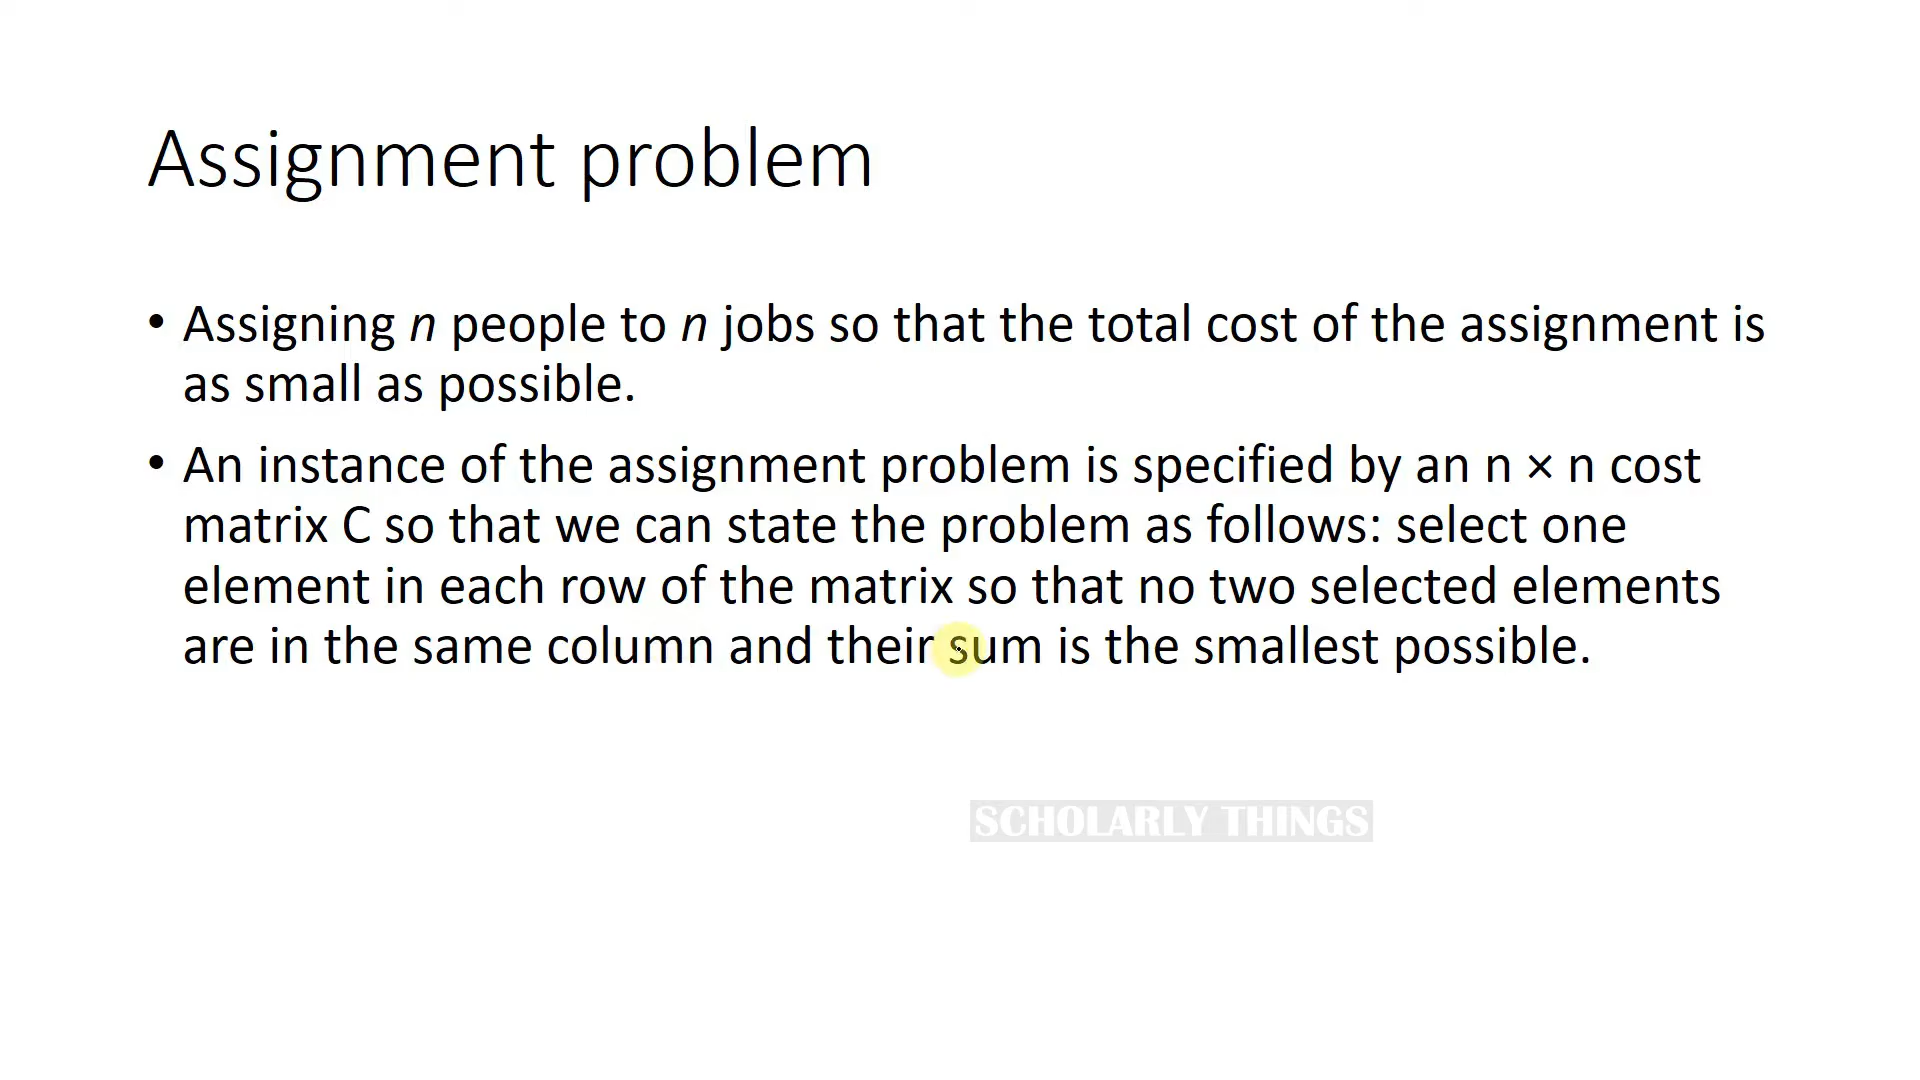 Assignment problem
• Assigning n people to n jobs so that the total cost of the assignment is
as small as possible.
• An instance of the assignment problem is specified by an n × n cost
matrix C so that we can state the problem as follows: select one
element in each row of the matrix so that no two selected elements
are in the same column and their sum is the smallest possible.
SCHOLARLY THINGS